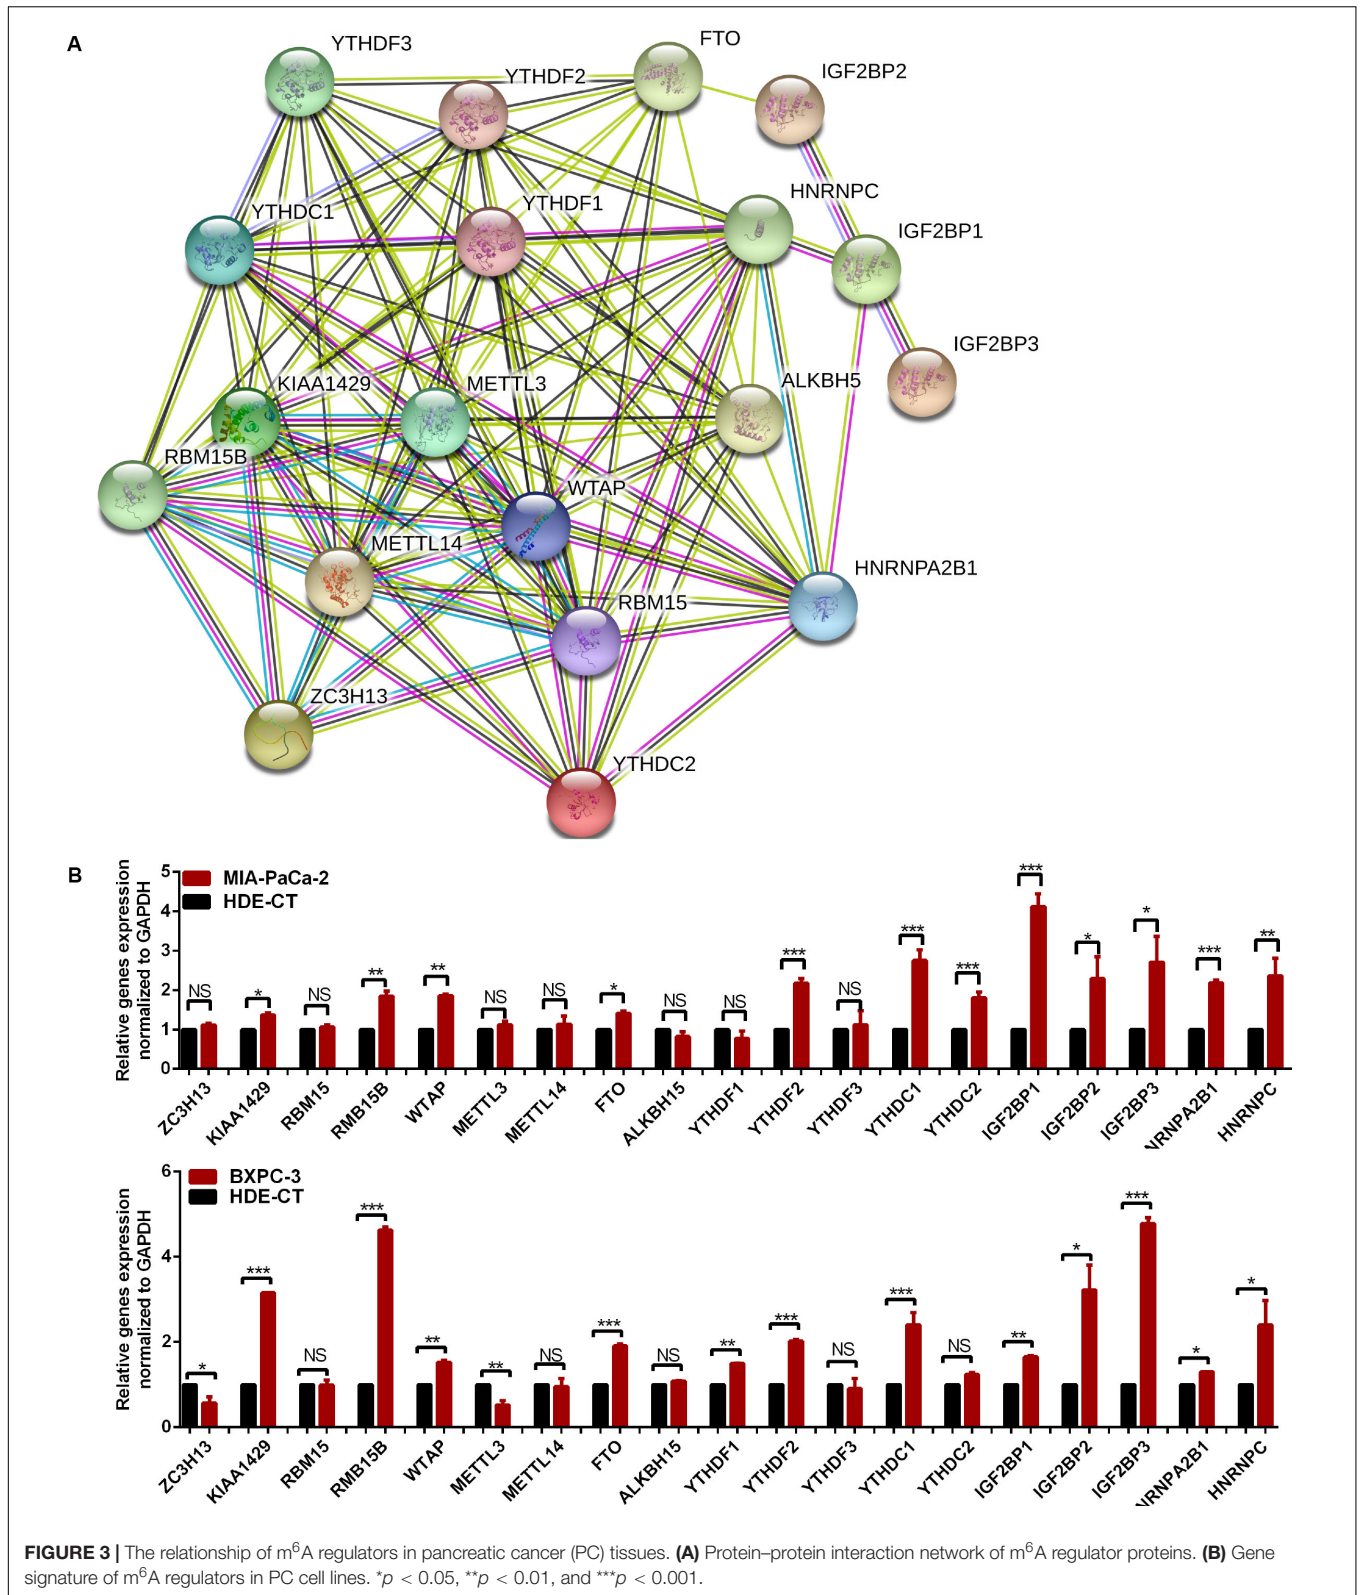 A
YTHDF3
FTO
YTHDF2
IGF2BP2
HNRNPC
YTHDF1
YTHDC1
IGF2BP1
IGF2BP3
ALKBH5
KIAA1429
METTL3
RBM15B
WTAP
METTL14
HNRNPA2B1
RBM15
ZC3H13
YTHDC2
B
Relative genes expression
normalized to GAPDH
5
4
3
2
1
0
MIA-PaCa-2
HDE-CT
NS
*
NS
**
**
NS
NS
*
NS
NS
***
NS
***
***
***
*
*
***
**
ZC3H13
KIAA1429
RBM15
RMB15B
WTAP
METTL3
METTL14
FTO
ALKBH15
YTHDF1
YTHDF2
YTHDF3
YTHDC1
YTHDC2
IGF2BP1
IGF2BP2
IGF2BP3
NRNPA2B1
HNRNPC
Relative genes expression
normalized to GAPDH
6
4
2
0
BXPC-3
HDE-CT
*
***
NS
***
**
**
NS
***
NS
**
***
NS
***
NS
**
*
***
*
*
ZC3H13
KIAA1429
RBM15
RMB15B
WTAP
METTL3
METTL14
FTO
ALKBH15
YTHDF1
YTHDF2
YTHDF3
YTHDC1
YTHDC2
IGF2BP1
IGF2BP2
IGF2BP3
NRNPA2B1
HNRNPC
FIGURE 3 | The relationship of m⁶A regulators in pancreatic cancer (PC) tissues. (A) Protein–protein interaction network of m⁶A regulator proteins. (B) Gene
signature of m⁶A regulators in PC cell lines. *p < 0.05, **p < 0.01, and ***p < 0.001.